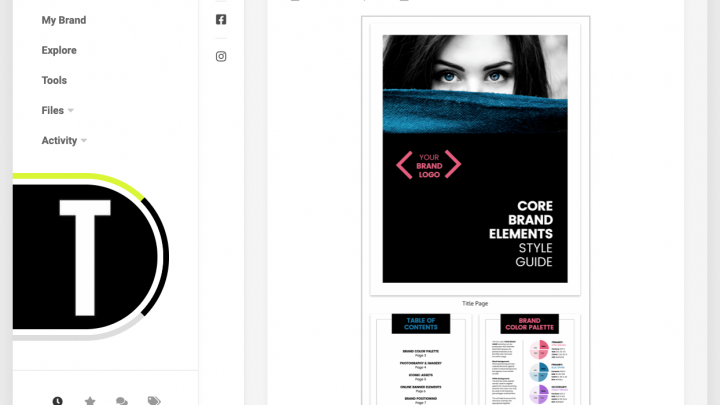 My Brand
Explore
Tools
Files
Activity
T
YOUR
BRAND
LOGO
CORE
BRAND
ELEMENTS
STYLE
GUIDE
Title Page
TABLE OF
CONTENTS
BRAND COLOR PALETTE
Page 3
PHOTOGRAPHY & IMAGERY
Page 4
ICONIC ASSETS
Page 5
ONLINE BANNER ELEMENTS
Page 6
BRAND POSITIONING
Page 7
BRAND
COLOR PALETTE